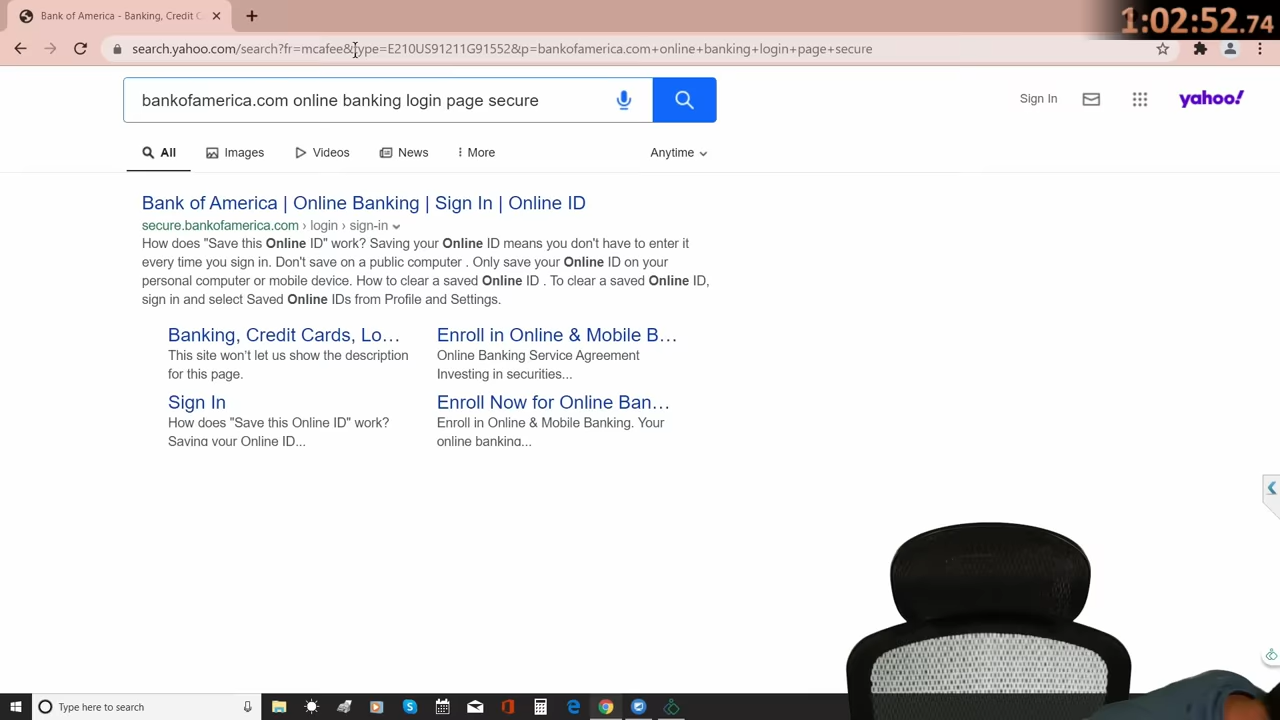 Bank of America - Banking, Credit C
1:02:52.74
search.yahoo.com/search?fr=mcafee&type=E210US91211G91552&p=bankofamerica.com+online+banking+login+page+secure
bankofamerica.com online banking login page secure
Sign In
yahoo!
All
Images
Videos
News
More
Anytime
Bank of America | Online Banking | Sign In | Online ID
secure.bankofamerica.com › login › sign-in
How does "Save this Online ID" work? Saving your Online ID means you don't have to enter it
every time you sign in. Don't save on a public computer . Only save your Online ID on your
personal computer or mobile device. How to clear a saved Online ID . To clear a saved Online ID,
sign in and select Saved Online IDs from Profile and Settings.
Banking, Credit Cards, Lo...
This site won't let us show the description
for this page.
Enroll in Online & Mobile B...
Online Banking Service Agreement
Investing in securities...
Sign In
How does "Save this Online ID" work?
Saving your Online ID...
Enroll Now for Online Ban...
Enroll in Online & Mobile Banking. Your
online banking...
Type here to search